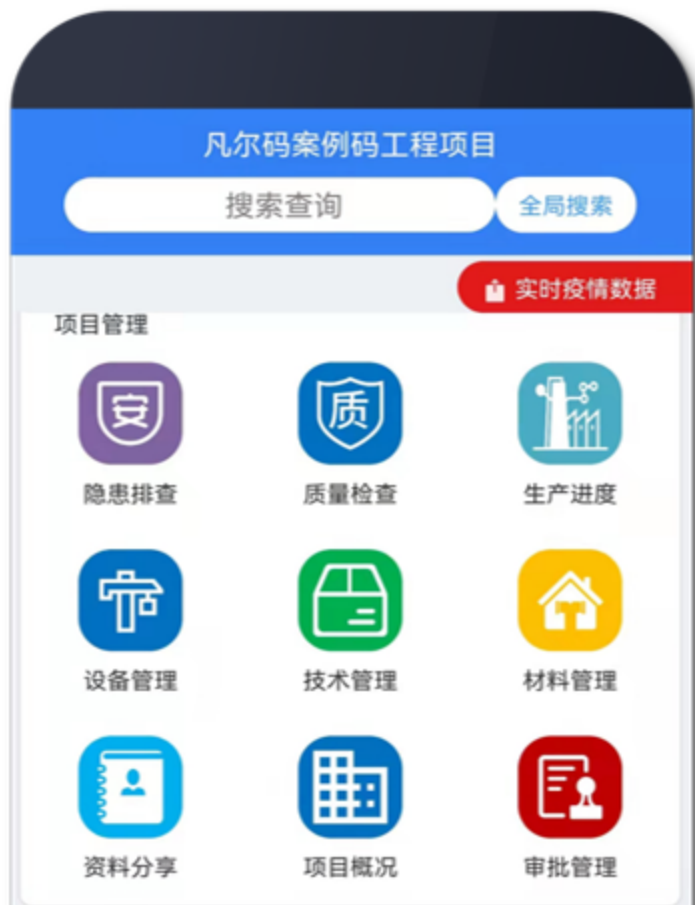 凡尔码案例码工程项目
搜索查询 全局搜索
实时疫情数据
项目管理
安 质
隐患排查 质量检查 生产进度
设备管理 技术管理 材料管理
资料分享 项目概况 审批管理